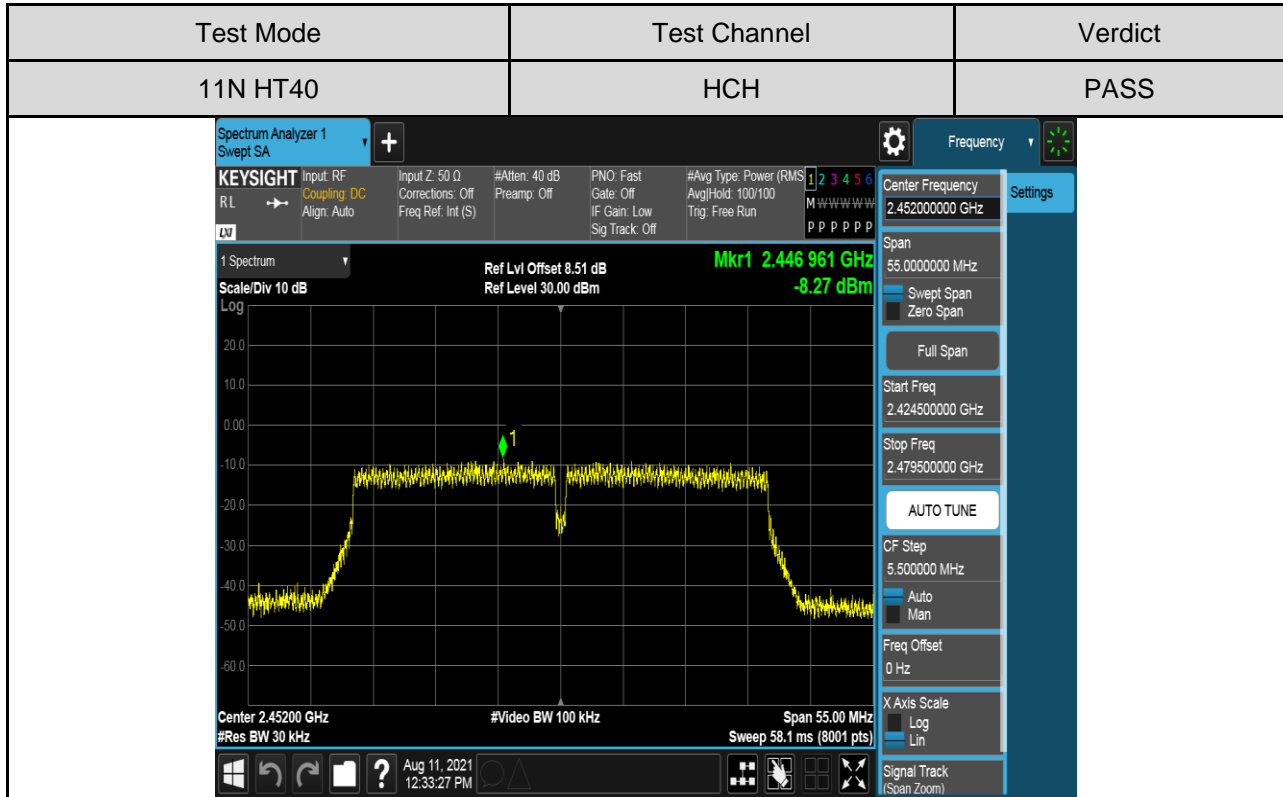 Test Mode Test Channel Verdict
11N HT40 HCH PASS
Spectrum Analyzer 1
Swept SA
+
Frequency
KEYSIGHT
RL
LXI
Input: RF
Coupling: DC
Align: Auto
Input Z: 50 Ω
Corrections: Off
Freq Ref: Int (S)
#Atten: 40 dB
Preamp: Off
PNO: Fast
Gate: Off
IF Gain: Low
Sig Track: Off
#Avg Type: Power (RMS
Avg|Hold: 100/100
Trig: Free Run
1 2 3 4 5 6
M W W W W W
P P P P P P
1 Spectrum
Scale/Div 10 dB
Log
Ref Lvl Offset 8.51 dB
Ref Level 30.00 dBm
Mkr1 2.446 961 GHz
-8.27 dBm
20.0
10.0
0.00
1
-10.0
-20.0
-30.0
-40.0
-50.0
-60.0
Center 2.45200 GHz
#Res BW 30 kHz
#Video BW 100 kHz
Span 55.00 MHz
Sweep 58.1 ms (8001 pts)
Center Frequency
2.452000000 GHz
Settings
Span
55.0000000 MHz
Swept Span
Zero Span
Full Span
Start Freq
2.424500000 GHz
Stop Freq
2.479500000 GHz
AUTO TUNE
CF Step
5.500000 MHz
Auto
Man
Freq Offset
0 Hz
X Axis Scale
Log
Lin
Signal Track
(Span Zoom)
?
Aug 11, 2021
12:33:27 PM